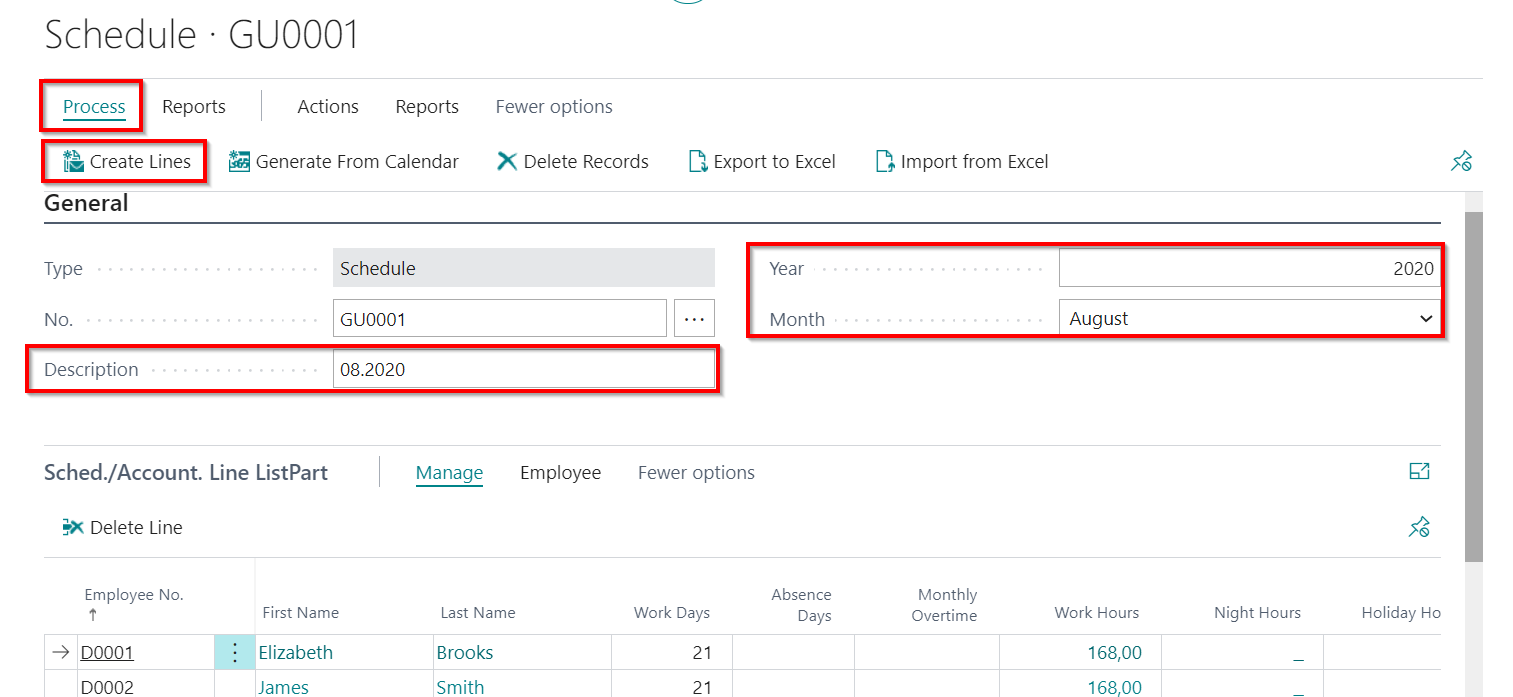 Schedule · GU0001
Process Reports Actions Reports Fewer options
Create Lines Generate From Calendar Delete Records Export to Excel Import from Excel
General
Type Schedule Year 2020
No. GU0001 ... Month August
Description 08.2020
Sched./Account. Line ListPart Manage Employee Fewer options
Delete Line
Employee No. ↑ First Name Last Name Work Days Absence Days Monthly Overtime Work Hours Night Hours Holiday Ho
→ D0001 ⋮ Elizabeth Brooks 21 168,00 _
D0002 James Smith 21 168,00 _